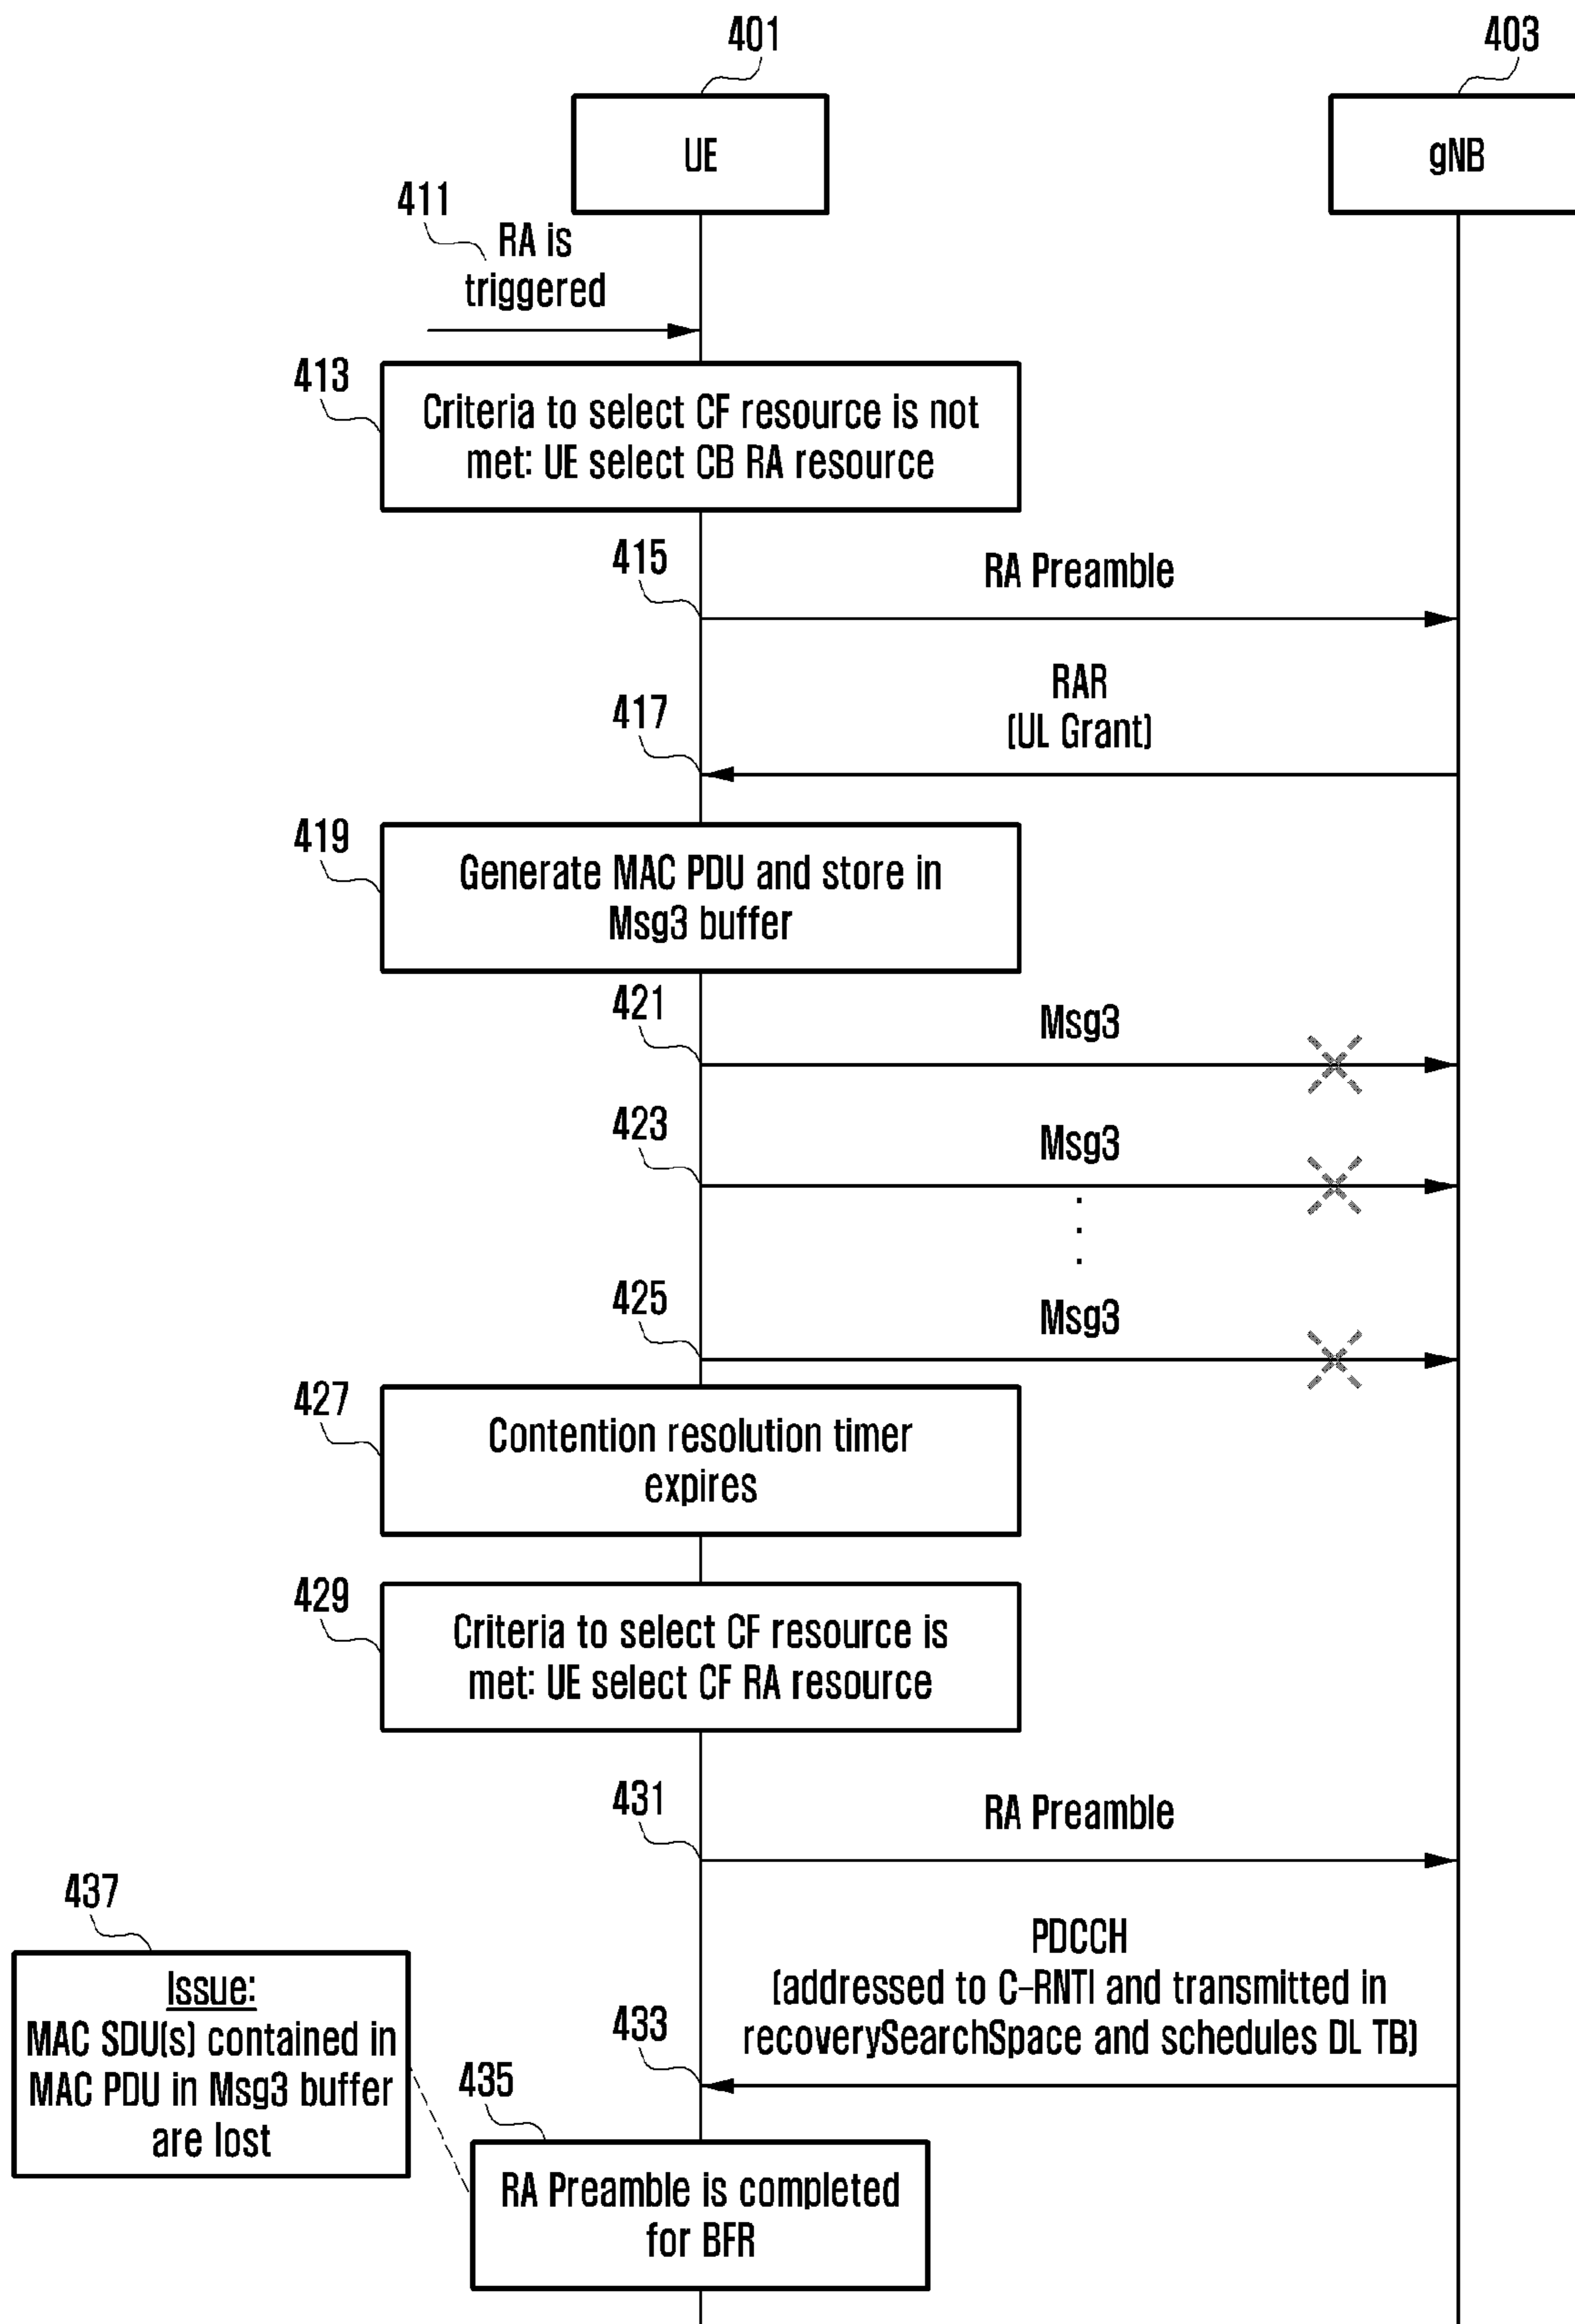 401
403
UE
gNB
411
RA is
triggered
413
Criteria to select CF resource is not
met: UE select CB RA resource
415
RA Preamble
RAR
417
(UL Grant)
419
Generate MAC PDU and store in
Msg3 buffer
421
Msg3
423
Msg3
425
Msg3
427
Contention resolution timer
expires
429
Criteria to select CF resource is
met: UE select CF RA resource
431
RA Preamble
437
PDCCH
(addressed to C-RNTI and transmitted in
recoverySearchSpace and schedules DL TB)
433
Issue:
MAC SDU(s) contained in
MAC PDU in Msg3 buffer
are lost
435
RA Preamble is completed
for BFR